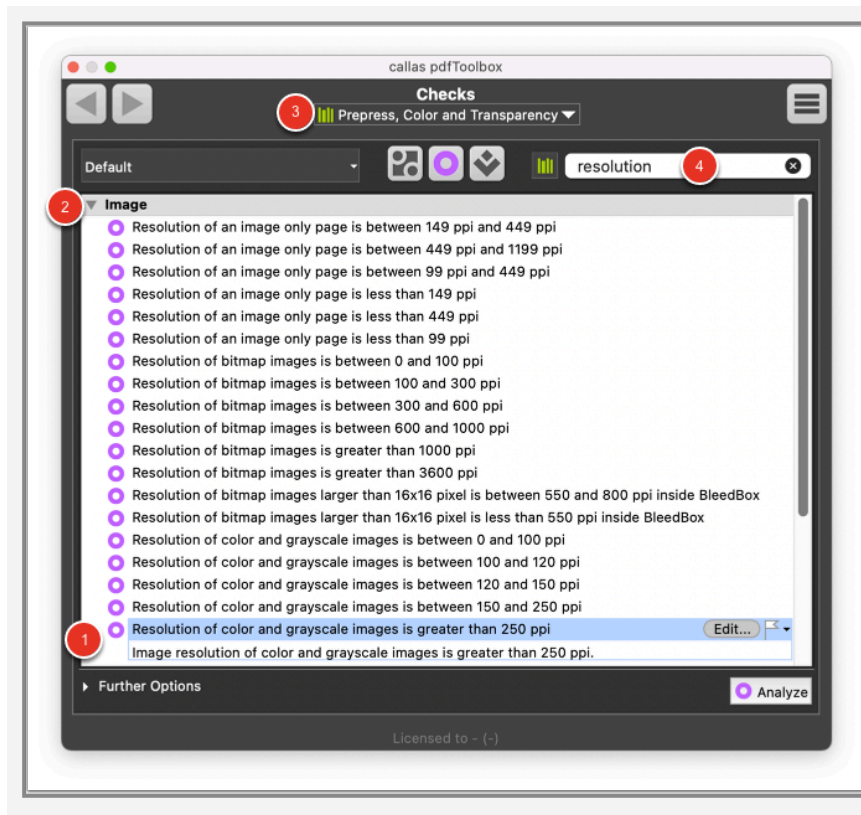 callas pdfToolbox
Checks
3
Prepress, Color and Transparency
Default
resolution
4
2
Image
Resolution of an image only page is between 149 ppi and 449 ppi
Resolution of an image only page is between 449 ppi and 1199 ppi
Resolution of an image only page is between 99 ppi and 449 ppi
Resolution of an image only page is less than 149 ppi
Resolution of an image only page is less than 449 ppi
Resolution of an image only page is less than 99 ppi
Resolution of bitmap images is between 0 and 100 ppi
Resolution of bitmap images is between 100 and 300 ppi
Resolution of bitmap images is between 300 and 600 ppi
Resolution of bitmap images is between 600 and 1000 ppi
Resolution of bitmap images is greater than 1000 ppi
Resolution of bitmap images is greater than 3600 ppi
Resolution of bitmap images larger than 16x16 pixel is between 550 and 800 ppi inside BleedBox
Resolution of bitmap images larger than 16x16 pixel is less than 550 ppi inside BleedBox
Resolution of color and grayscale images is between 0 and 100 ppi
Resolution of color and grayscale images is between 100 and 120 ppi
Resolution of color and grayscale images is between 120 and 150 ppi
Resolution of color and grayscale images is between 150 and 250 ppi
1
Resolution of color and grayscale images is greater than 250 ppi
Edit...
Image resolution of color and grayscale images is greater than 250 ppi.
Further Options
Analyze
Licensed to - (-)